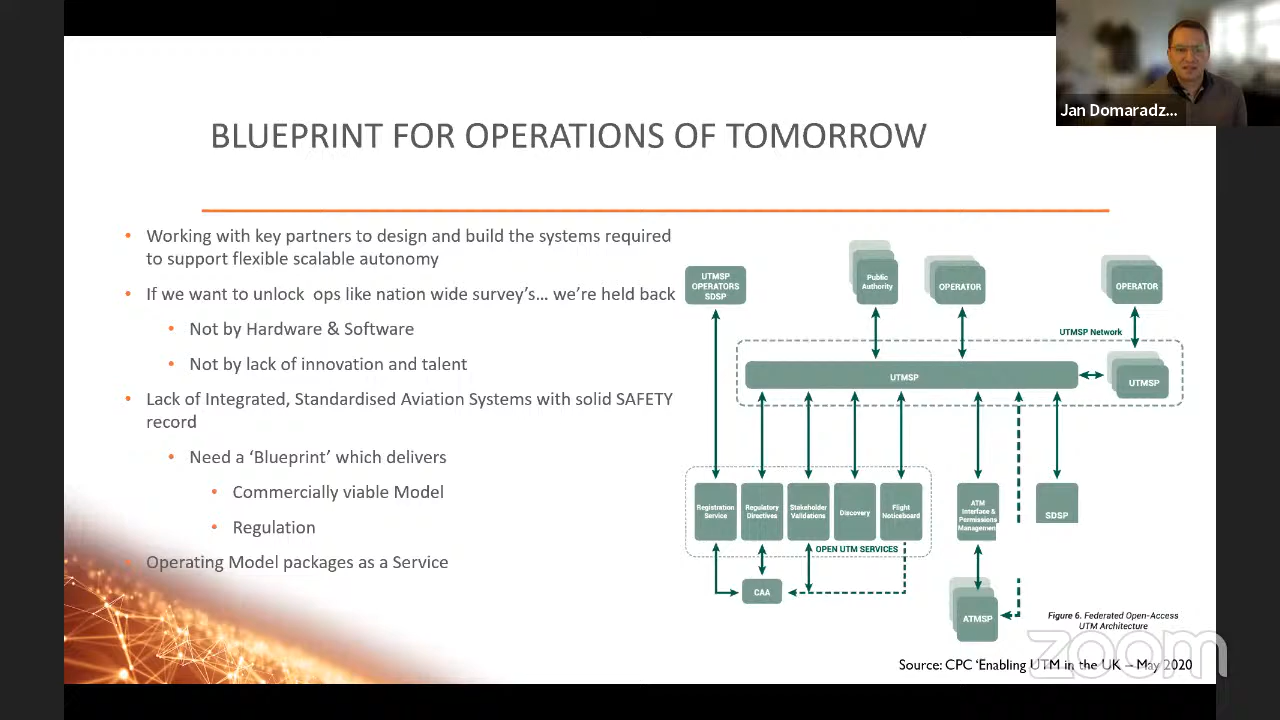 Jan Domaradz...
BLUEPRINT FOR OPERATIONS OF TOMORROW
• Working with key partners to design and build the systems required
to support flexible scalable autonomy
• If we want to unlock ops like nation wide survey's... we're held back
• Not by Hardware & Software
• Not by lack of innovation and talent
• Lack of Integrated, Standardised Aviation Systems with solid SAFETY
record
• Need a 'Blueprint' which delivers
• Commercially viable Model
• Regulation
• Operating Model packages as a Service
UTMSP
OPERATORS
SDSP
Public
Authority
OPERATOR
OPERATOR
UTMSP Network
UTMSP
UTMSP
Registration
Service
Regulatory
Directives
Stakeholder
Validations
Discovery
Flight
Noticeboard
ATM
Interface &
Permissions
Managemen
SDSP
OPEN UTM SERVICES
CAA
ATMSP
Figure 6. Federated Open-Access
UTM Architecture
zoom
Source: CPC 'Enabling UTM in the UK – May 2020